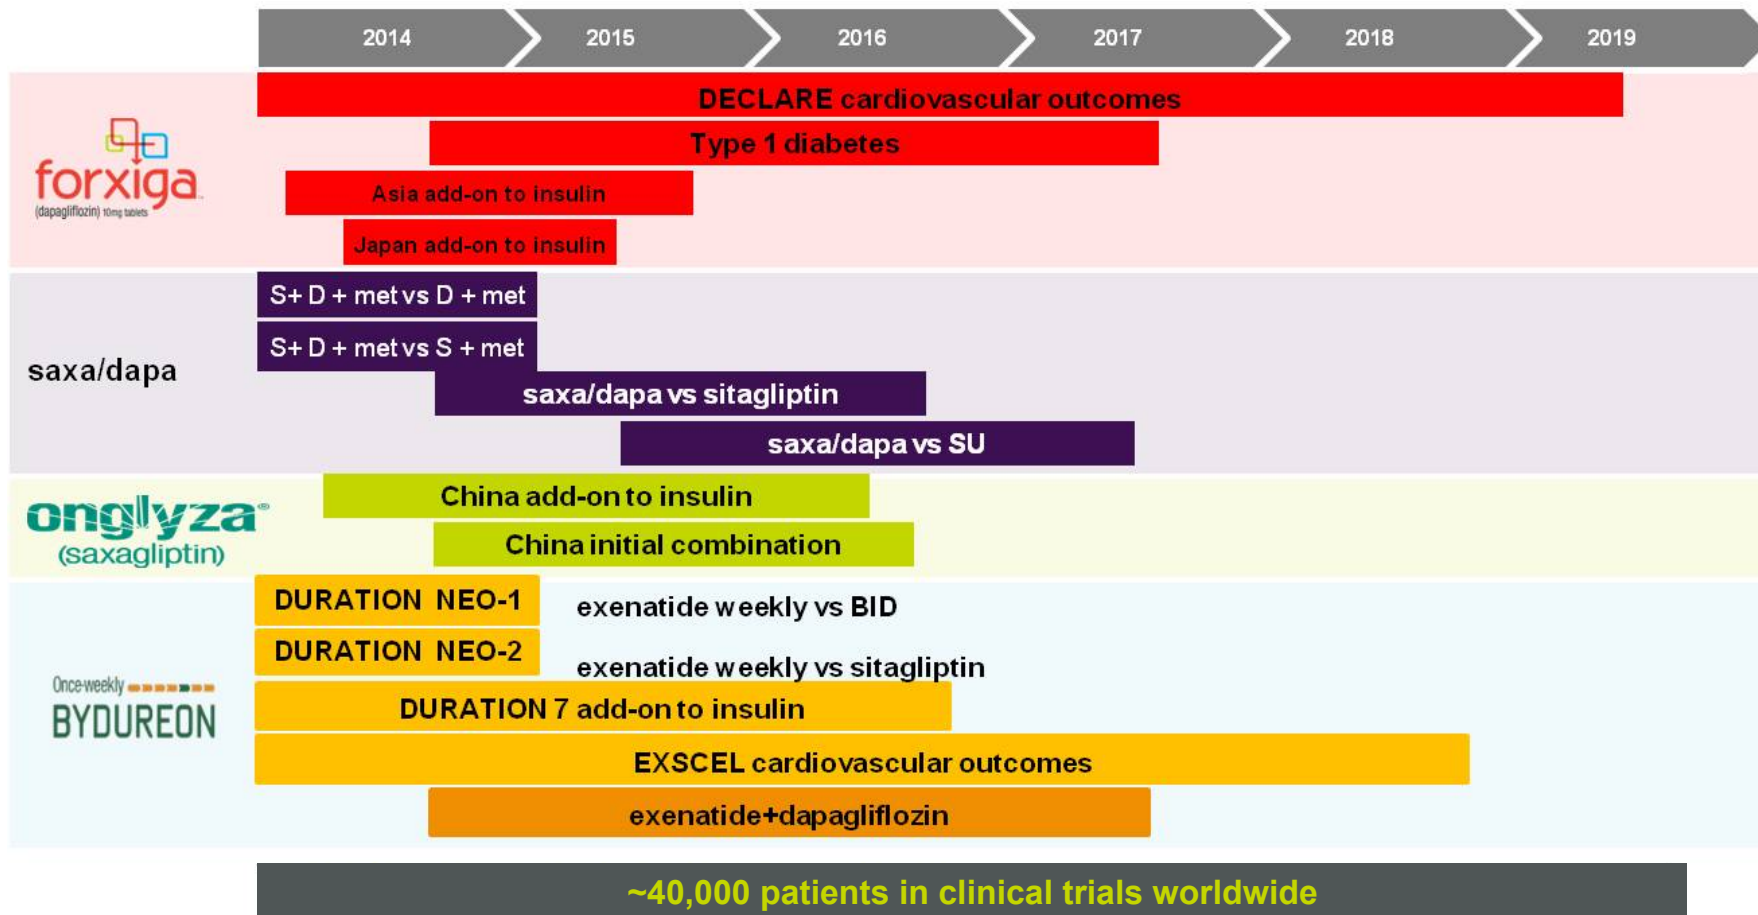 2014 2015 2016 2017 2018 2019
DECLARE cardiovascular outcomes
Type 1 diabetes
forxiga™
(dapagliflozin) 10mg tablets
Asia add-on to insulin
Japan add-on to insulin
saxa/dapa
S+ D + met vs D + met
S+ D + met vs S + met
saxa/dapa vs sitagliptin
saxa/dapa vs SU
onglyza®
(saxagliptin)
China add-on to insulin
China initial combination
Once-weekly
BYDUREON
DURATION NEO-1 exenatide weekly vs BID
DURATION NEO-2 exenatide weekly vs sitagliptin
DURATION 7 add-on to insulin
EXSCEL cardiovascular outcomes
exenatide+dapagliflozin
~40,000 patients in clinical trials worldwide